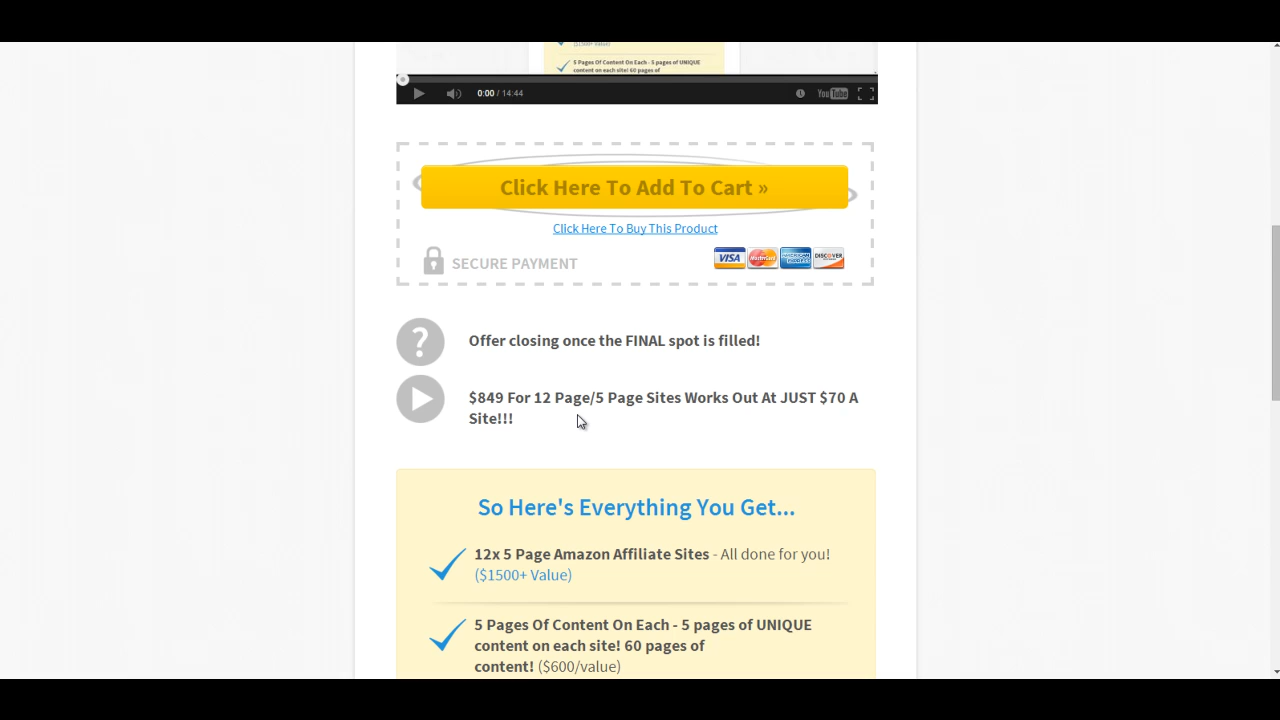 5 Pages Of Content On Each - 5 pages of UNIQUE
content on each site! 60 pages of
0:00 / 14:44
You Tube
Click Here To Add To Cart »
Click Here To Buy This Product
SECURE PAYMENT
VISA MasterCard AMERICAN EXPRESS DISCOVER
Offer closing once the FINAL spot is filled!
$849 For 12 Page/5 Page Sites Works Out At JUST $70 A
Site!!!
So Here's Everything You Get...
12x 5 Page Amazon Affiliate Sites - All done for you!
($1500+ Value)
5 Pages Of Content On Each - 5 pages of UNIQUE
content on each site! 60 pages of
content! ($600/value)